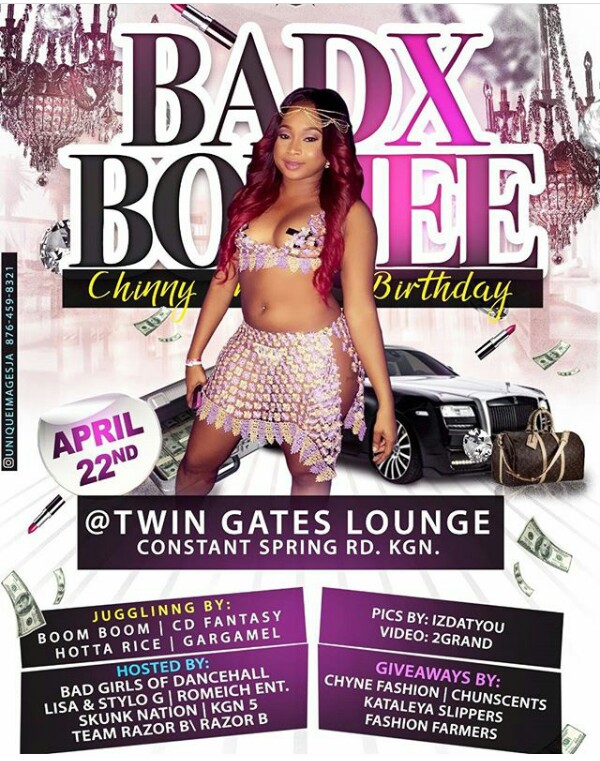 BADX
Chinny Birthday
@UNIQUEIMAGESJA 876-459-8321
APRIL
22ND
@TWIN GATES LOUNGE
CONSTANT SPRING RD. KGN.
JUGGLINNG BY:
BOOM BOOM | CD FANTASY
HOTTA RICE | GARGAMEL
HOSTED BY:
BAD GIRLS OF DANCEHALL
LISA & STYLO G | ROMEICH ENT.
SKUNK NATION | KGN 5
TEAM RAZOR B\ RAZOR B
PICS BY: IZDATYOU
VIDEO: 2GRAND
GIVEAWAYS BY:
CHYNE FASHION | CHUNSCENTS
KATALEYA SLIPPERS
FASHION FARMERS